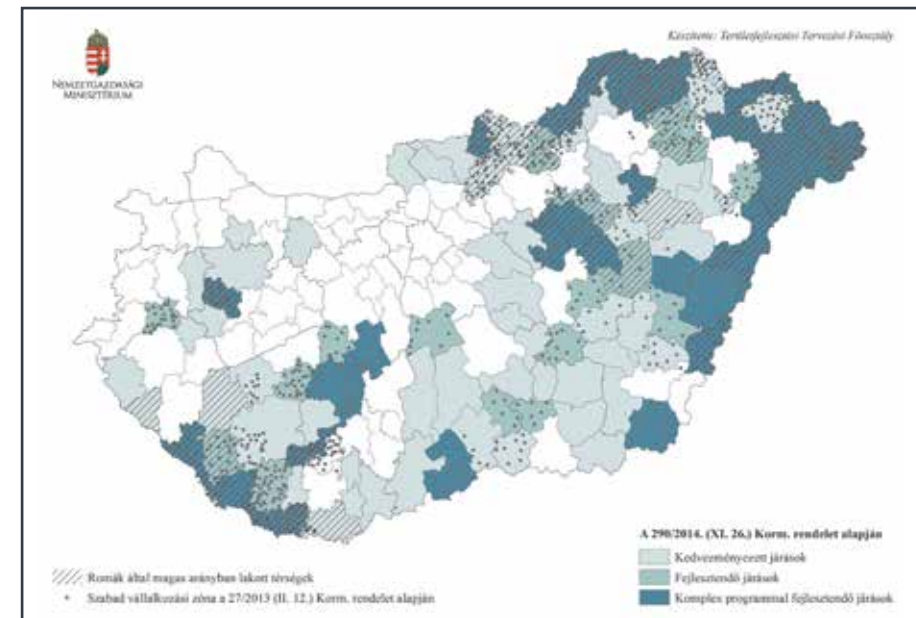 Készítette: Területfejlesztési Tervezési Főosztály
NEMZETGAZDASÁGI
MINISZTÉRIUM
A 290/2014. (XI. 26.) Korm. rendelet alapján
Kedvezményezett járások
Fejlesztendő járások
Komplex programmal fejlesztendő járások
Romák által magas arányban lakott térségek
Szabad vállalkozási zóna a 27/2013 (II. 12.) Korm. rendelet alapján